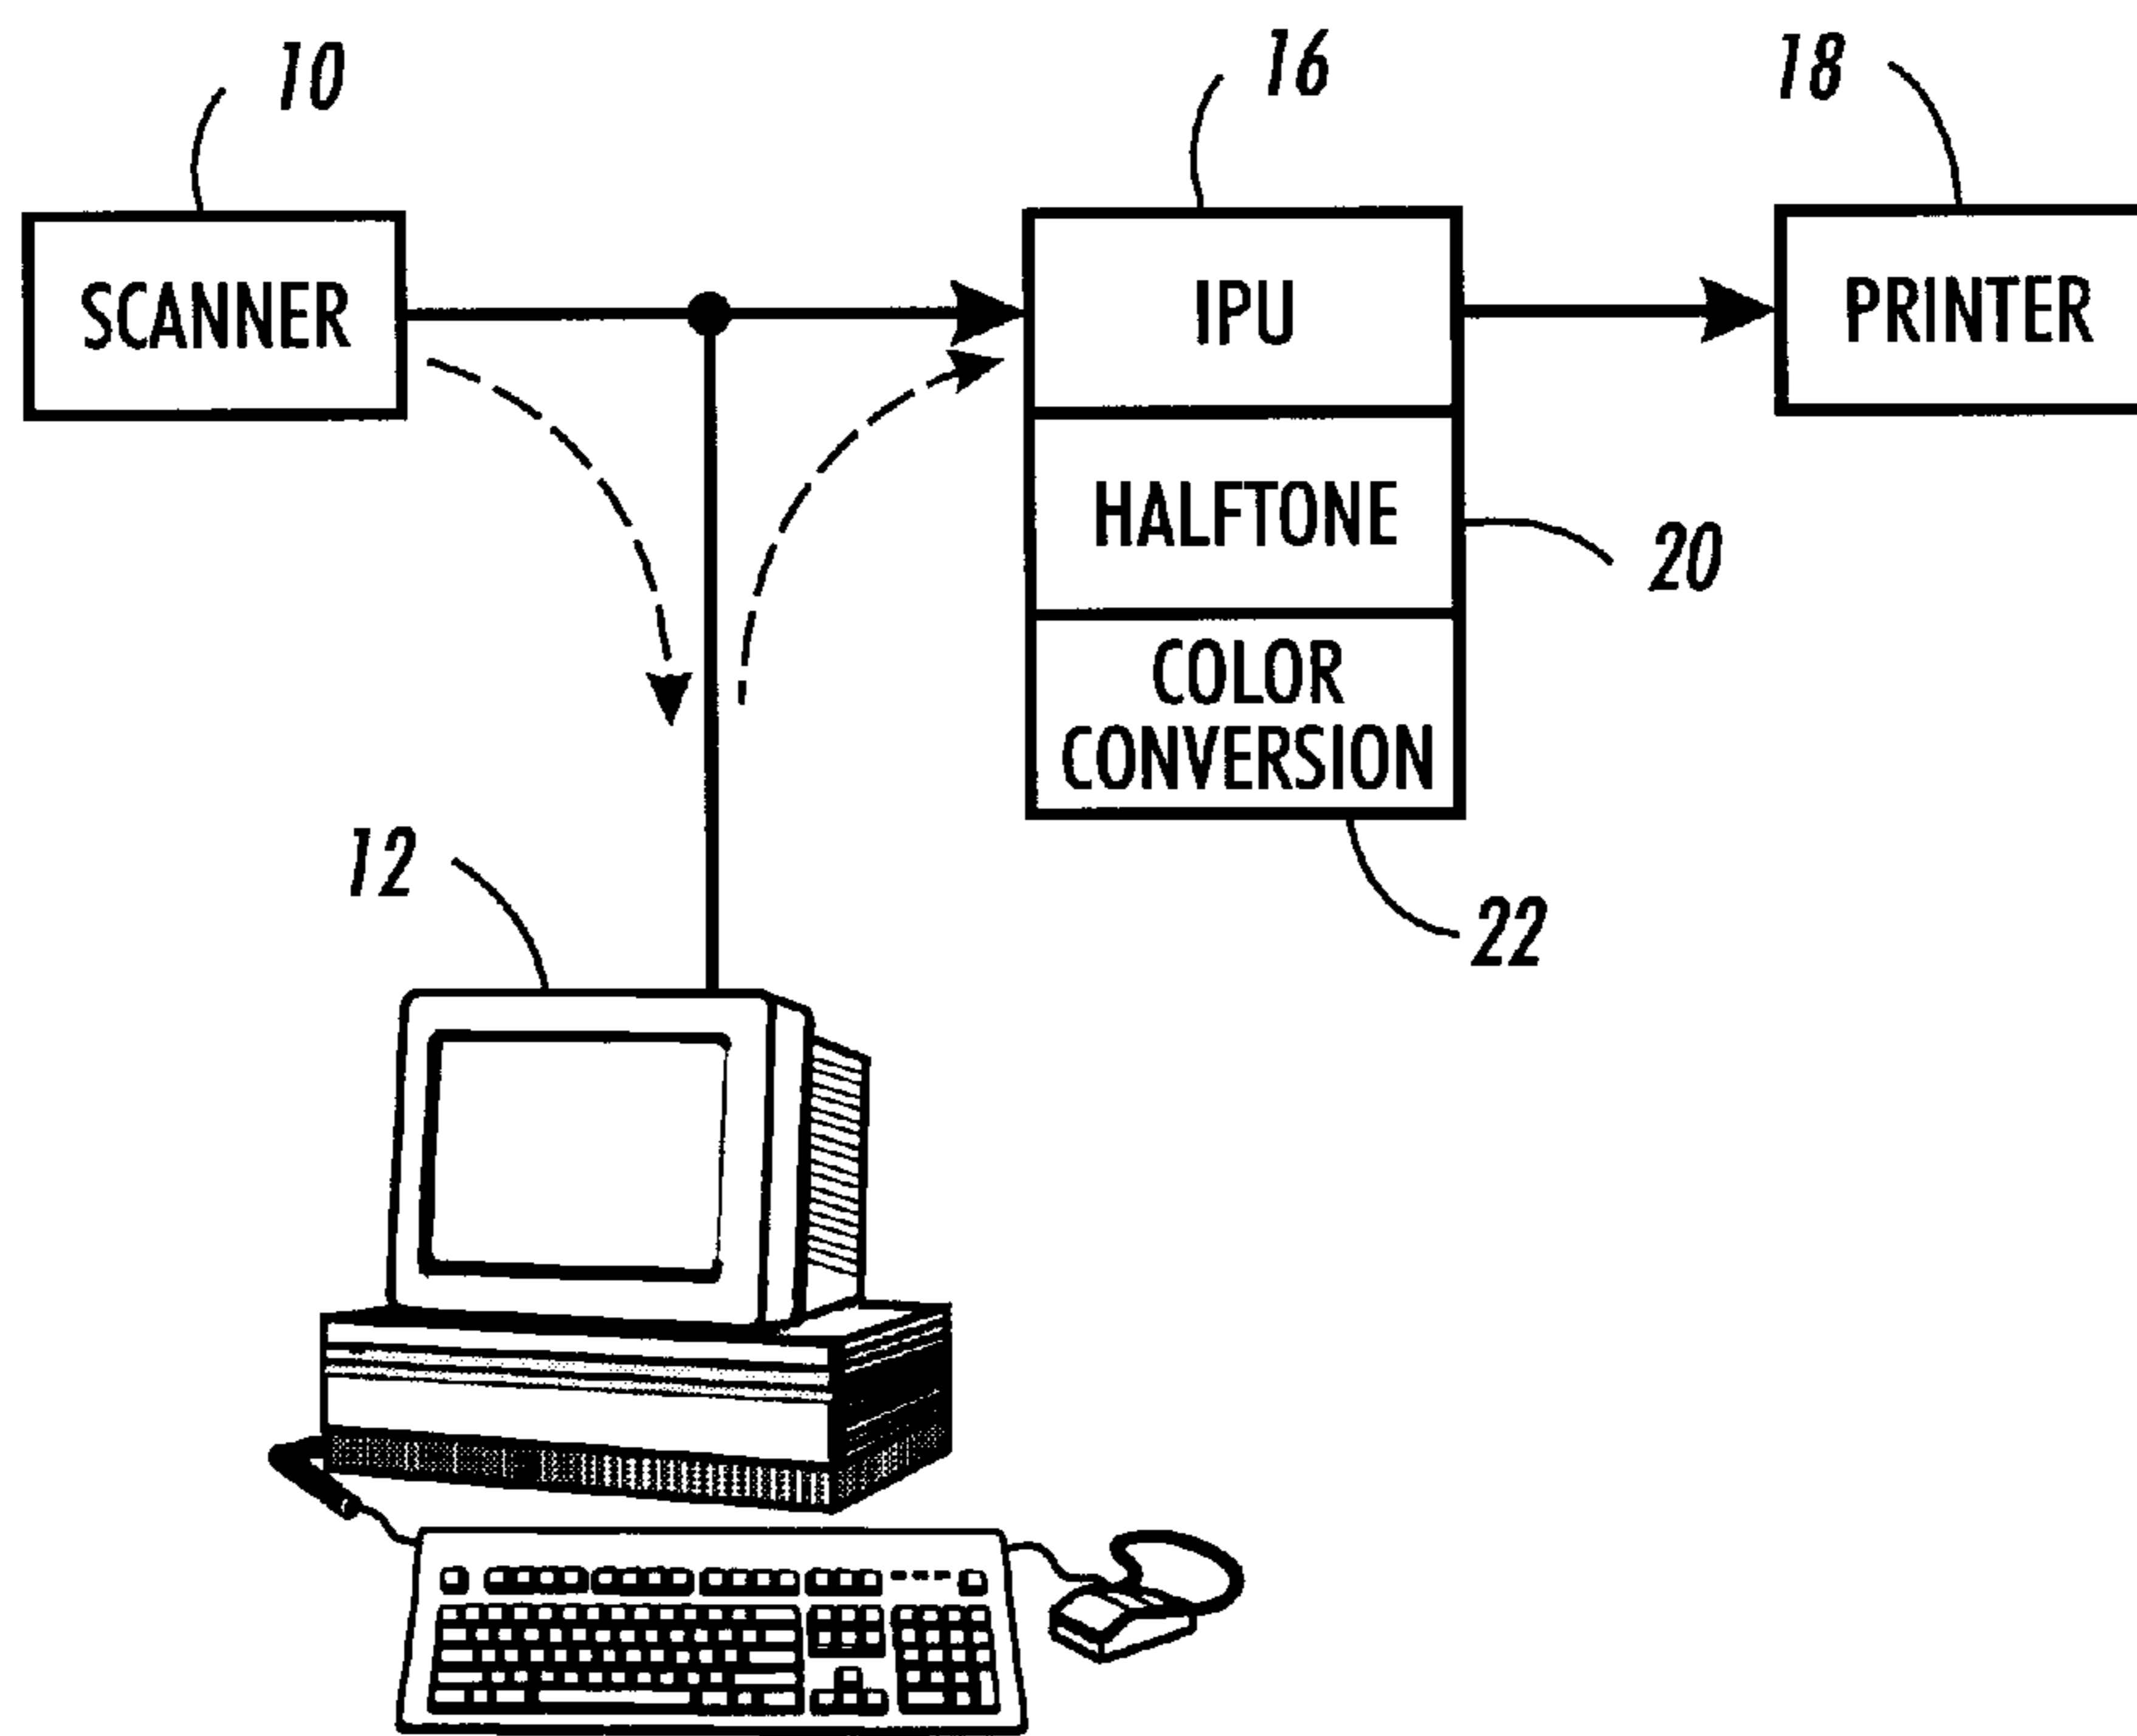 10
16
18
SCANNER
IPU
PRINTER
HALFTONE
20
COLOR
CONVERSION
12
22